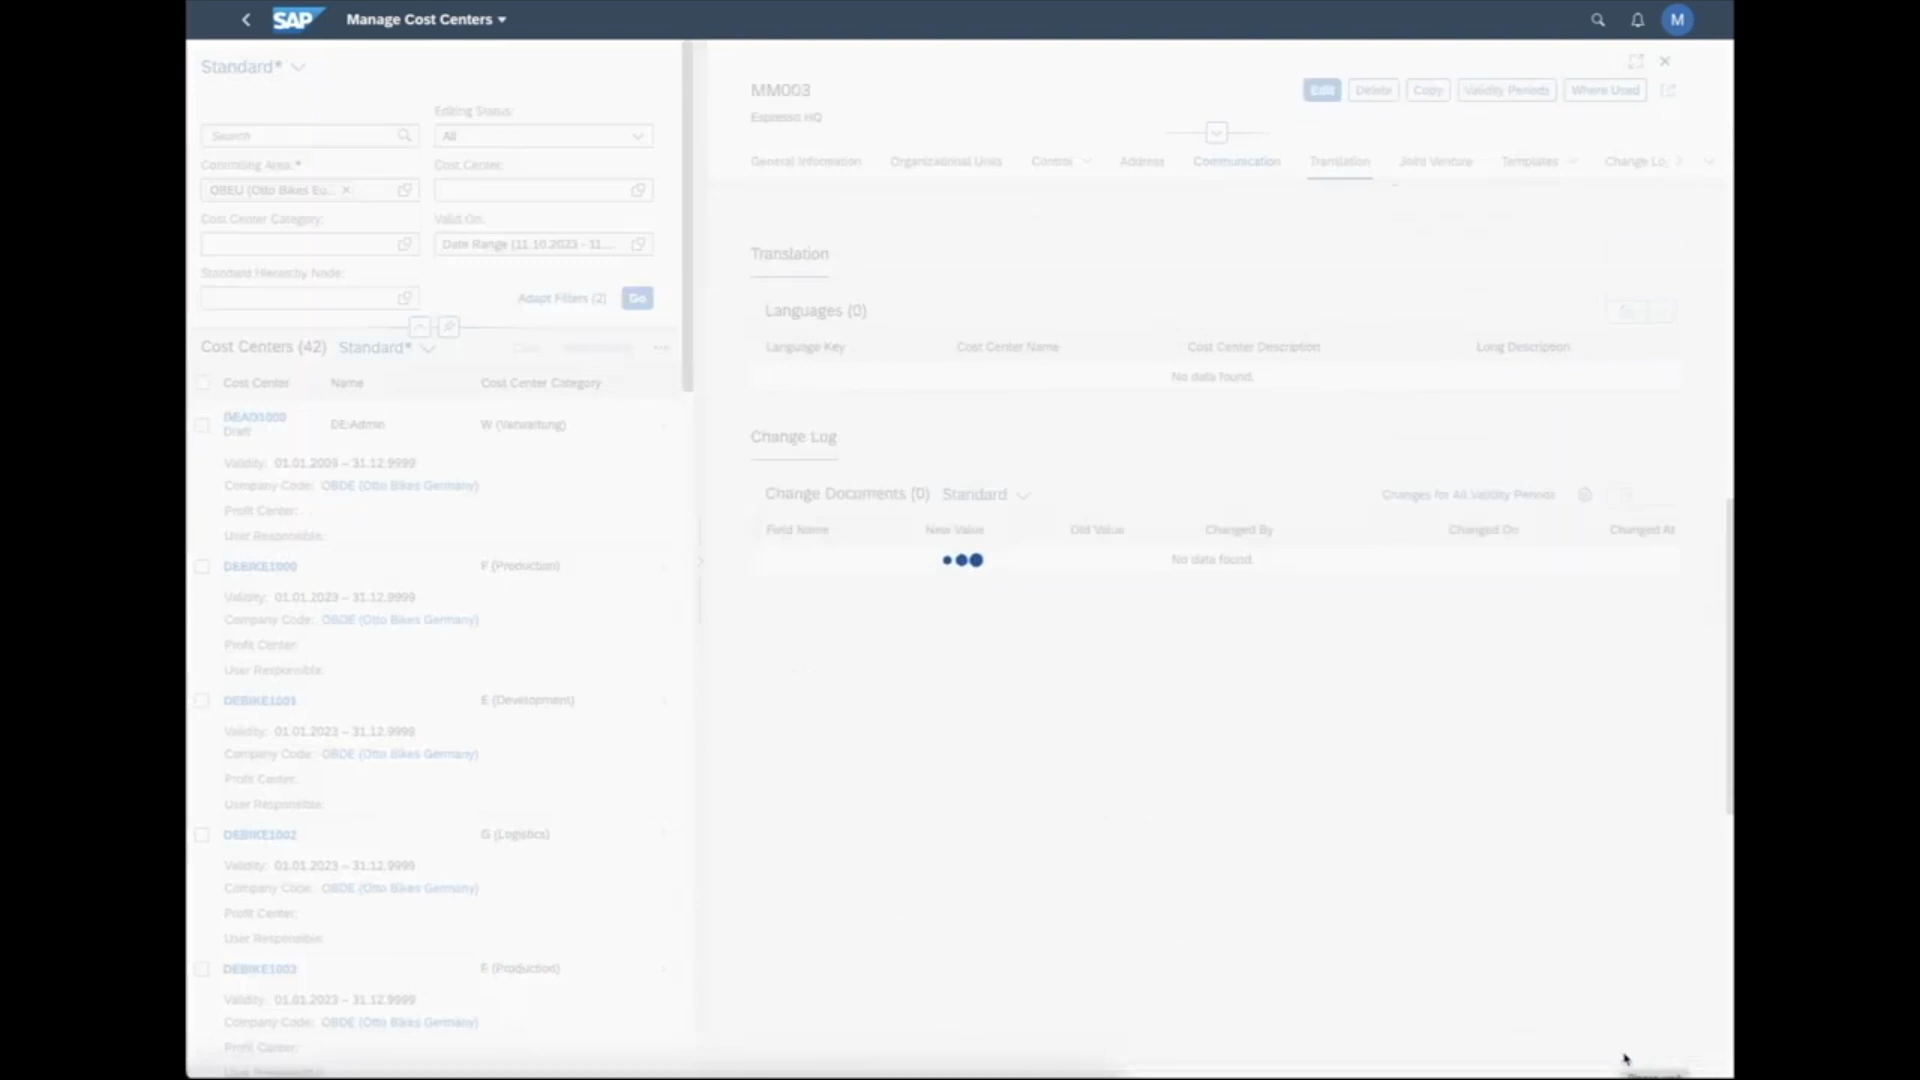 SAP Manage Cost Centers
M
Standard*
Editing Status:
Search
All
Controlling Area:*
Cost Center:
OBEU (Otto Bikes Eu...
Cost Center Category:
Valid On:
Date Range (11.10.2023 - 11....
Standard Hierarchy Node:
Adapt Filters (2)
Go
Cost Centers (42) Standard*
Cost Center Name Cost Center Category
DEAD1000 DE:Admin W (Verwaltung)
Draft
Validity: 01.01.2009 – 31.12.9999
Company Code: OBDE (Otto Bikes Germany)
Profit Center:
User Responsible:
DEBIKE1000 F (Production)
Validity: 01.01.2023 – 31.12.9999
Company Code: OBDE (Otto Bikes Germany)
Profit Center:
User Responsible:
DEBIKE1001 E (Development)
Validity: 01.01.2023 – 31.12.9999
Company Code: OBDE (Otto Bikes Germany)
Profit Center:
User Responsible:
DEBIKE1002 G (Logistics)
Validity: 01.01.2023 – 31.12.9999
Company Code: OBDE (Otto Bikes Germany)
Profit Center:
User Responsible:
DEBIKE1003 F (Production)
Validity: 01.01.2023 – 31.12.9999
Company Code: OBDE (Otto Bikes Germany)
Profit Center:
MM003
Edit Delete Copy Validity Periods Where Used
Espresso HQ
General Information Organizational Units Control Address Communication Translation Joint Venture Templates Change Lo
Translation
Languages (0)
Language Key Cost Center Name Cost Center Description Long Description
No data found.
Change Log
Change Documents (0) Standard Changes for All Validity Periods
Field Name New Value Old Value Changed By Changed On Changed At
No data found.